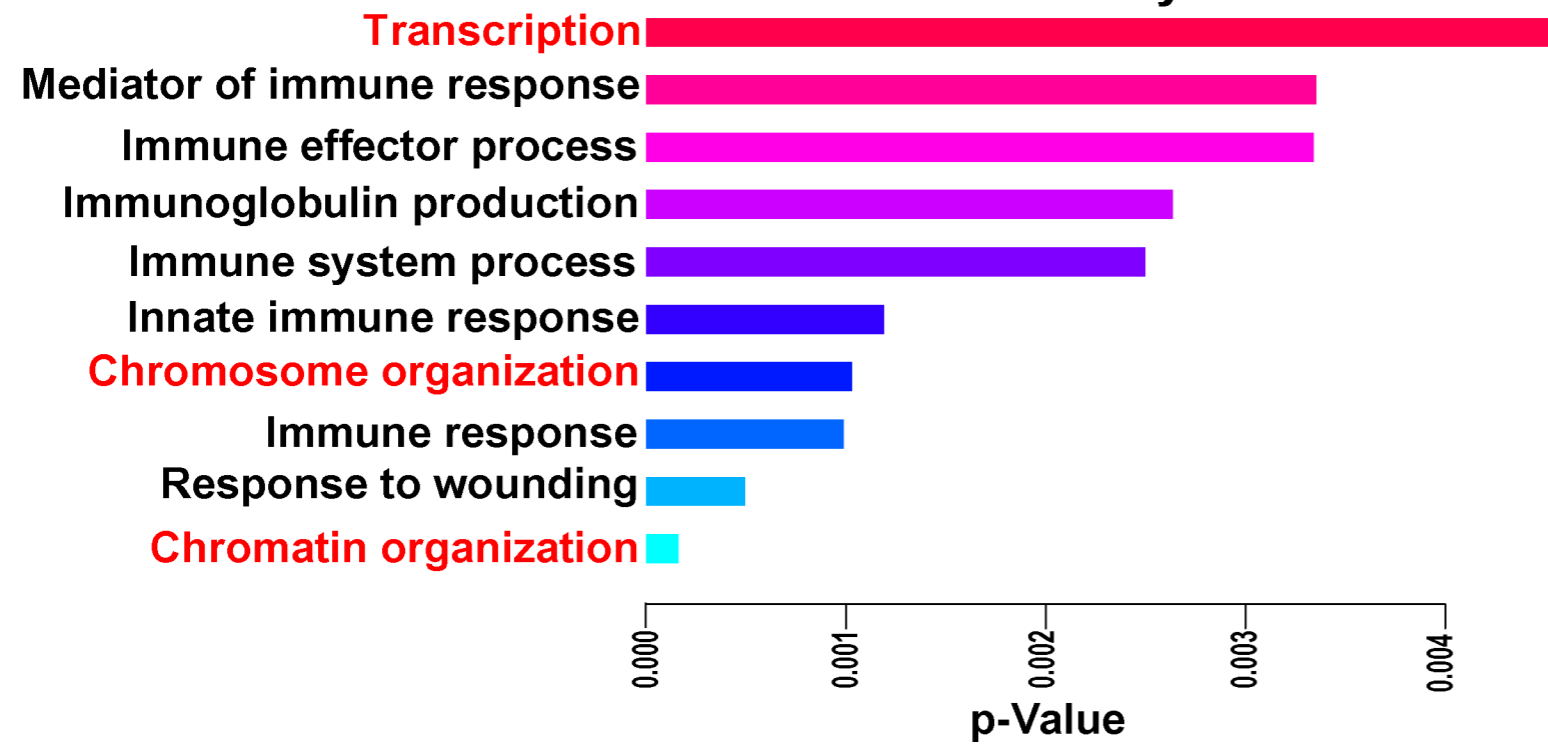 Transcription
Mediator of immune response
Immune effector process
Immunoglobulin production
Immune system process
Innate immune response
Chromosome organization
Immune response
Response to wounding
Chromatin organization
0.000
0.001
0.002
0.003
0.004
p-Value